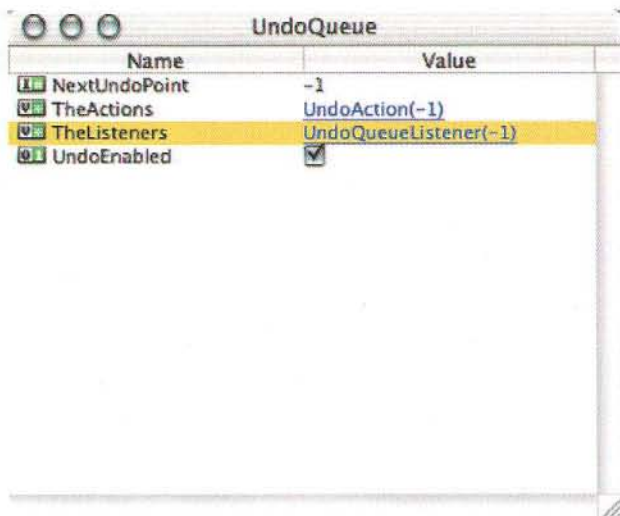 UndoQueue
Name Value
NextUndoPoint -1
TheActions UndoAction(-1)
TheListeners UndoQueueListener(-1)
UndoEnabled